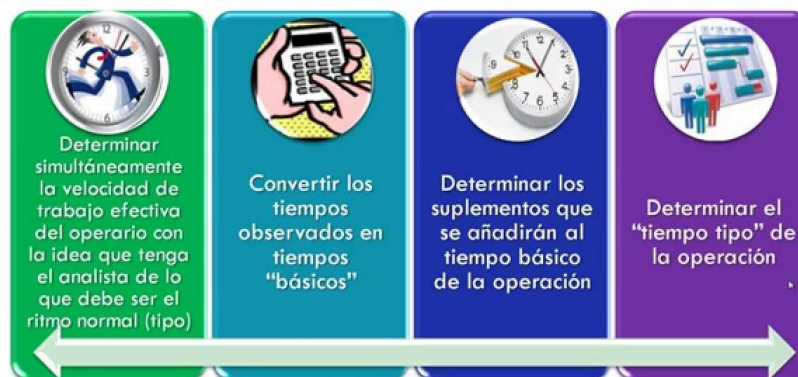 Determinar
simultáneamente
la velocidad de
trabajo efectiva
del operario con
la idea que tenga
el analista de lo
que debe ser el
ritmo normal (tipo)
Convertir los
tiempos
observados en
tiempos
“básicos”
Determinar los
suplementos que
se añadirán al
tiempo básico
de la operación
Determinar el
“tiempo tipo” de
la operación